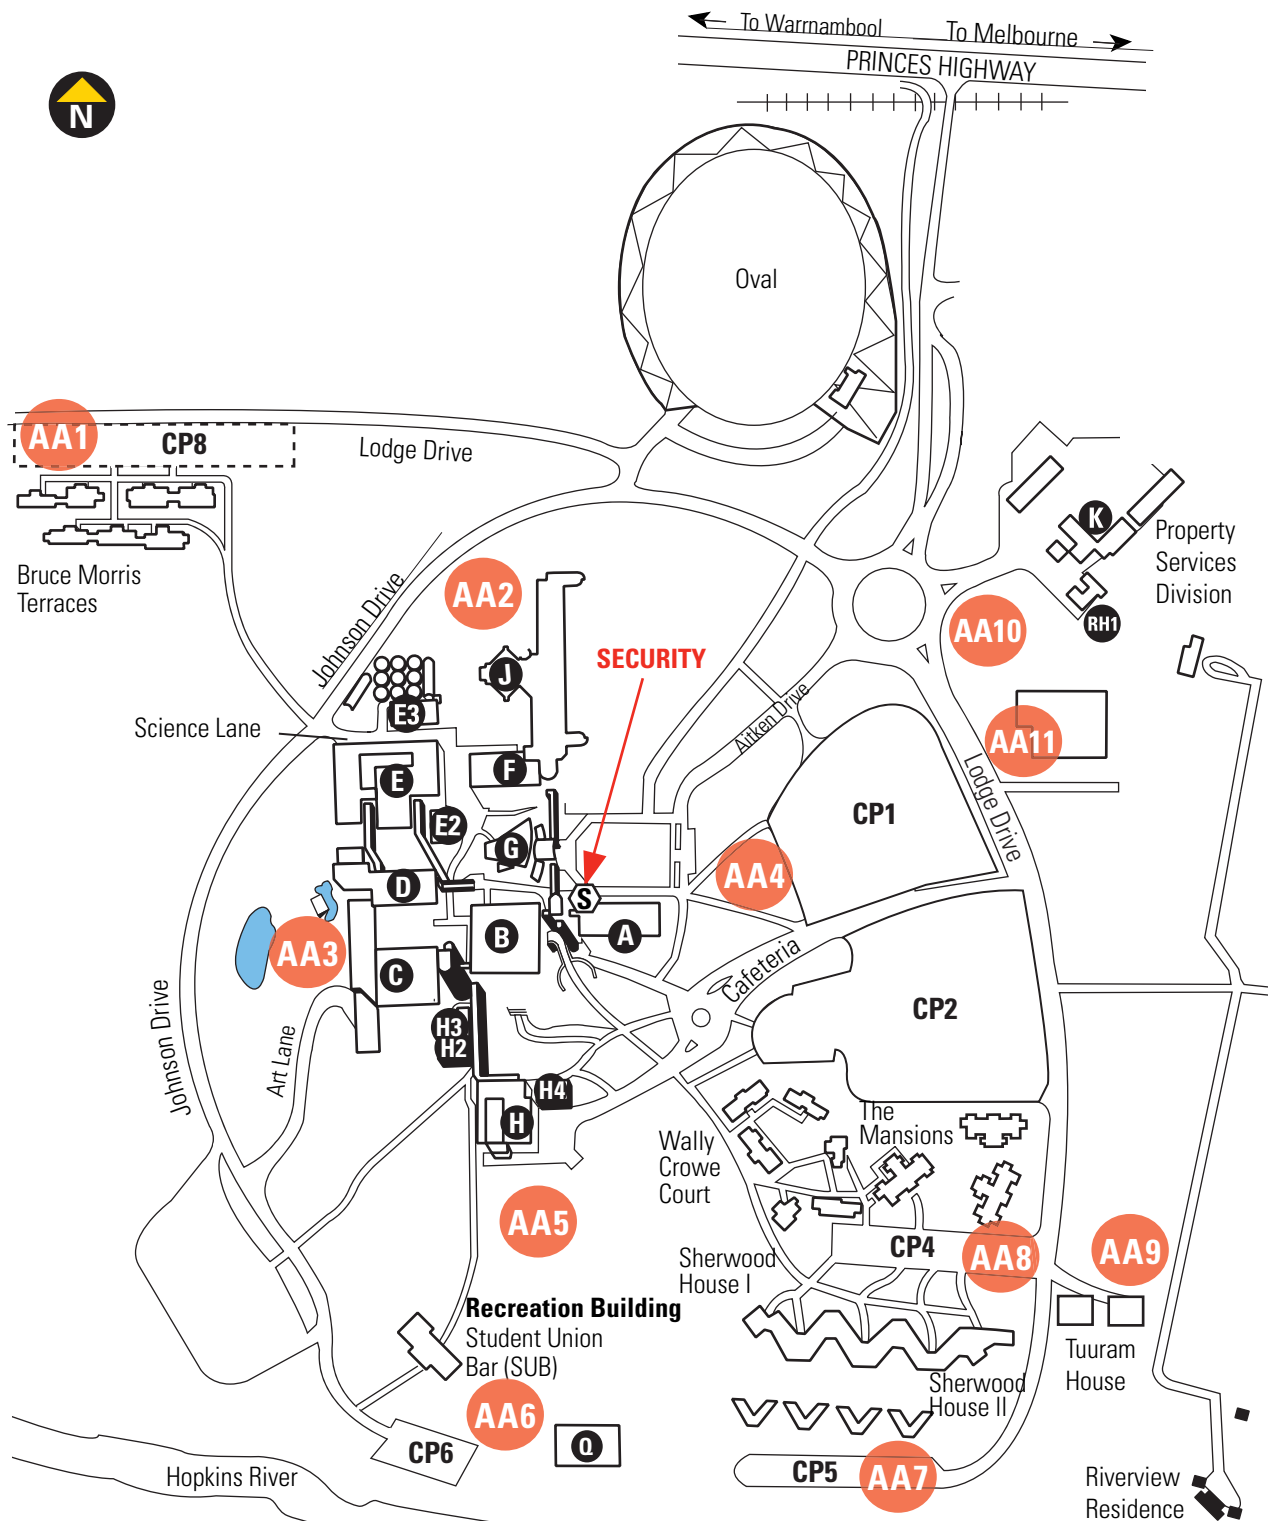 To Warrnambool
To Melbourne
PRINCES HIGHWAY
N
Oval
AA1
CP8
Lodge Drive
K
Property
Services
Division
Bruce Morris
Terraces
Johnson Drive
AA2
AA10
RH1
J
SECURITY
E3
Science Lane
Aitken Drive
AA11
F
E
Lodge Drive
CP1
E2
G
AA4
D
S
B
A
AA3
C
Cafeteria
CP2
H3
H2
Johnson Drive
Art Lane
H4
H
The
Mansions
Wally
Crowe
Court
AA5
CP4
AA8
AA9
Sherwood
House I
Recreation Building
Student Union
Bar (SUB)
Tuuram
House
Sherwood
House II
AA6
Q
CP6
CP5
AA7
Hopkins River
Riverview
Residence